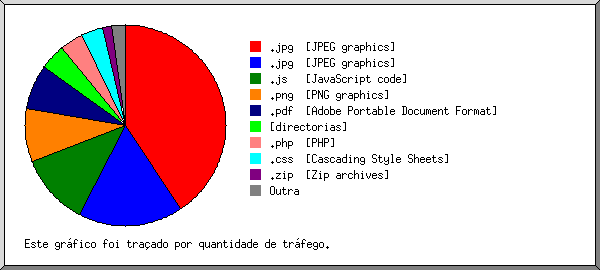 .jpg [JPEG graphics]
.jpg [JPEG graphics]
.js [JavaScript code]
.png [PNG graphics]
.pdf [Adobe Portable Document Format]
[directorias]
.php [PHP]
.css [Cascading Style Sheets]
.zip [Zip archives]
Outra
Este gráfico foi traçado por quantidade de tráfego.